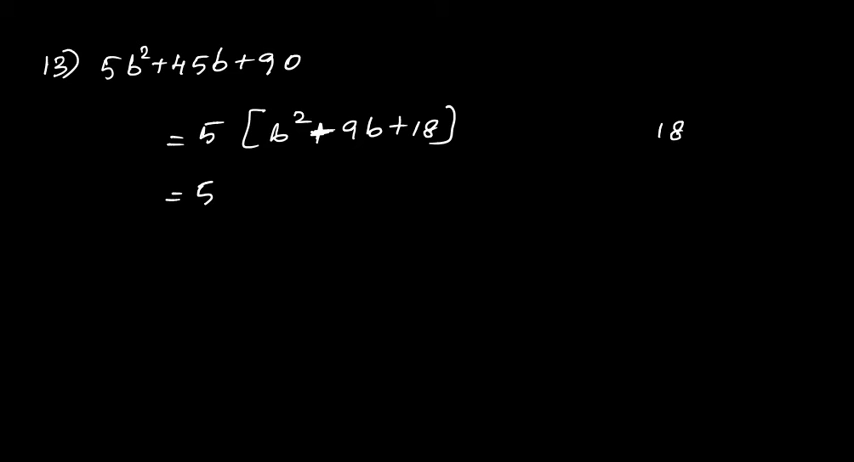 13) 5b²+45b+90
= 5 [b²+9b+18]
18
= 5